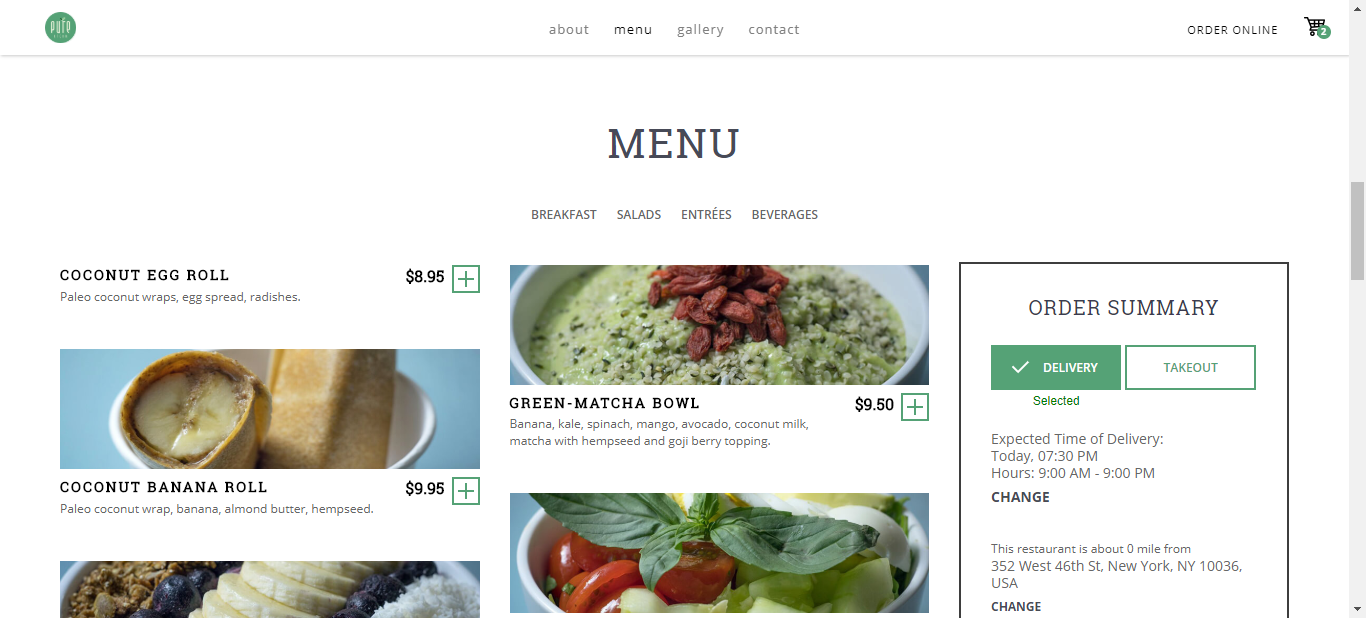 pure
about
menu
gallery
contact
ORDER ONLINE
2
MENU
BREAKFAST
SALADS
ENTRÉES
BEVERAGES
COCONUT EGG ROLL
$8.95
Paleo coconut wraps, egg spread, radishes.
COCONUT BANANA ROLL
$9.95
Paleo coconut wrap, banana, almond butter, hempseed.
GREEN-MATCHA BOWL
$9.50
Banana, kale, spinach, mango, avocado, coconut milk,
matcha with hempseed and goji berry topping.
ORDER SUMMARY
DELIVERY
TAKEOUT
Selected
Expected Time of Delivery:
Today, 07:30 PM
Hours: 9:00 AM - 9:00 PM
CHANGE
This restaurant is about 0 mile from
352 West 46th St, New York, NY 10036,
USA
CHANGE